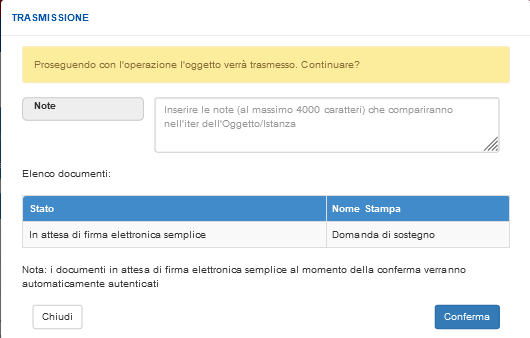 TRASMISSIONE
Proseguendo con l'operazione l'oggetto verrà trasmesso. Continuare?
Note
Inserire le note (al massimo 4000 caratteri) che compariranno
nell'iter dell'Oggetto/Istanza
Elenco documenti:
Stato Nome Stampa
In attesa di firma elettronica semplice Domanda di sostegno
Nota: i documenti in attesa di firma elettronica semplice al momento della conferma verranno
automaticamente autenticati
Chiudi Conferma